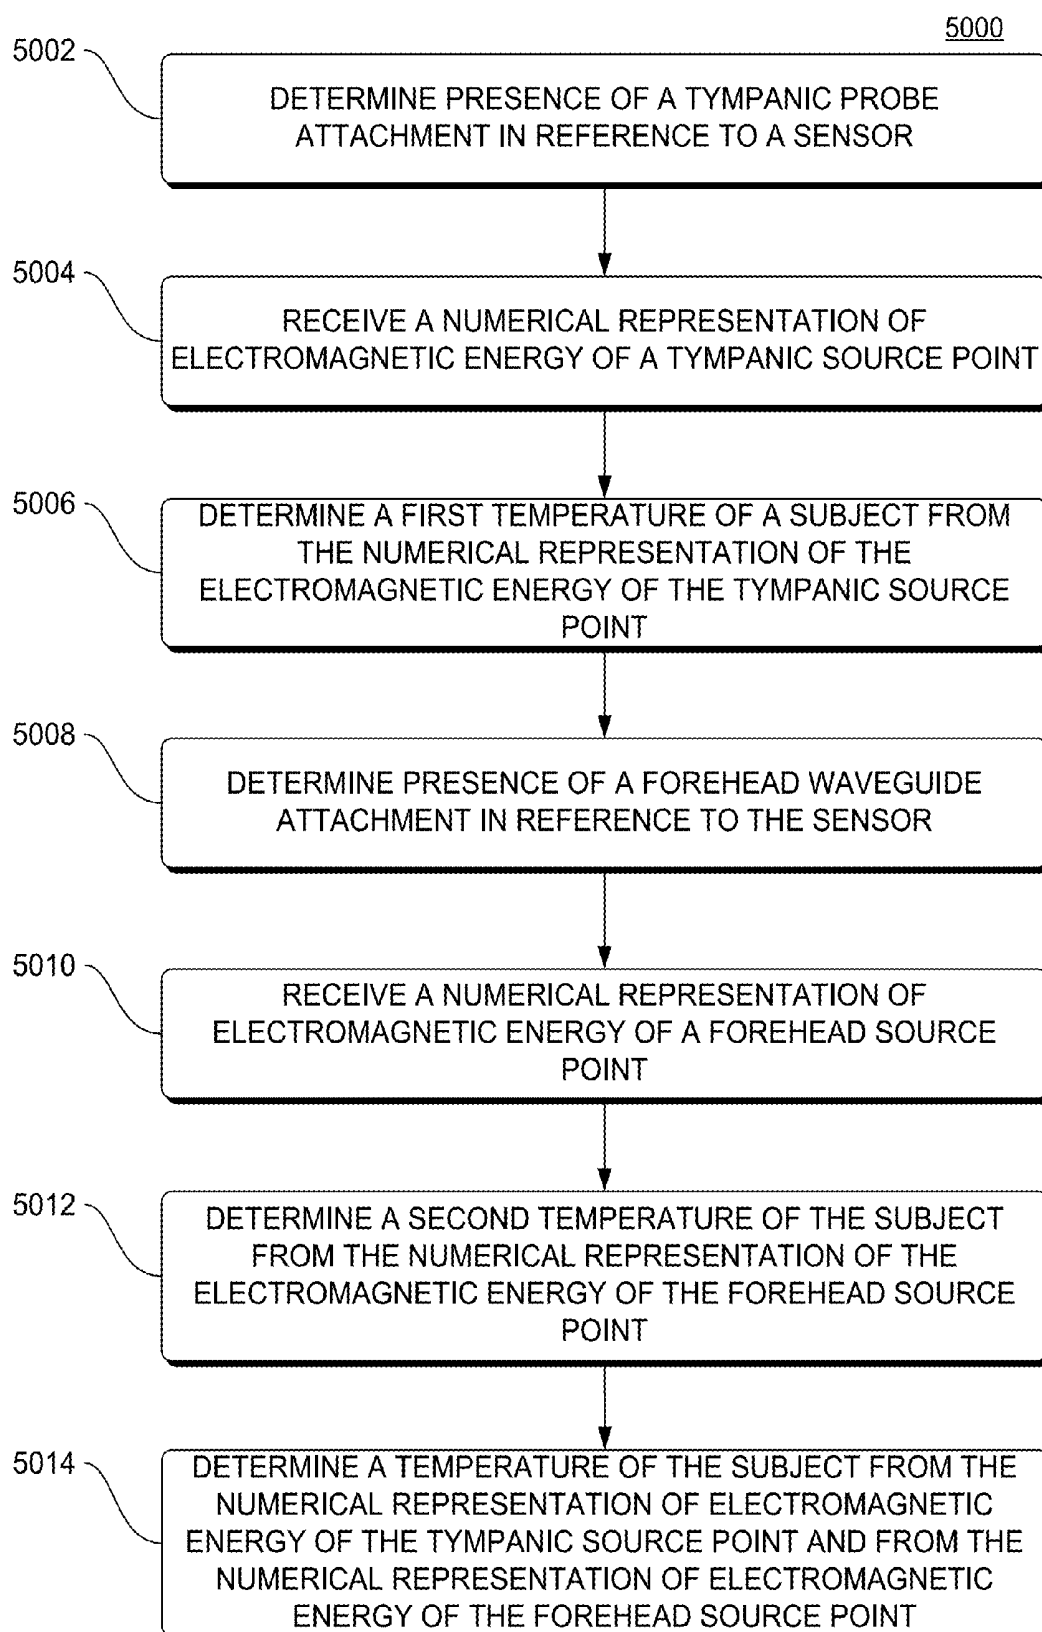 5000
5002
DETERMINE PRESENCE OF A TYMPANIC PROBE
ATTACHMENT IN REFERENCE TO A SENSOR
5004
RECEIVE A NUMERICAL REPRESENTATION OF
ELECTROMAGNETIC ENERGY OF A TYMPANIC SOURCE POINT
5006
DETERMINE A FIRST TEMPERATURE OF A SUBJECT FROM
THE NUMERICAL REPRESENTATION OF THE
ELECTROMAGNETIC ENERGY OF THE TYMPANIC SOURCE
POINT
5008
DETERMINE PRESENCE OF A FOREHEAD WAVEGUIDE
ATTACHMENT IN REFERENCE TO THE SENSOR
5010
RECEIVE A NUMERICAL REPRESENTATION OF
ELECTROMAGNETIC ENERGY OF A FOREHEAD SOURCE
POINT
5012
DETERMINE A SECOND TEMPERATURE OF THE SUBJECT
FROM THE NUMERICAL REPRESENTATION OF THE
ELECTROMAGNETIC ENERGY OF THE FOREHEAD SOURCE
POINT
5014
DETERMINE A TEMPERATURE OF THE SUBJECT FROM THE
NUMERICAL REPRESENTATION OF ELECTROMAGNETIC
ENERGY OF THE TYMPANIC SOURCE POINT AND FROM THE
NUMERICAL REPRESENTATION OF ELECTROMAGNETIC
ENERGY OF THE FOREHEAD SOURCE POINT